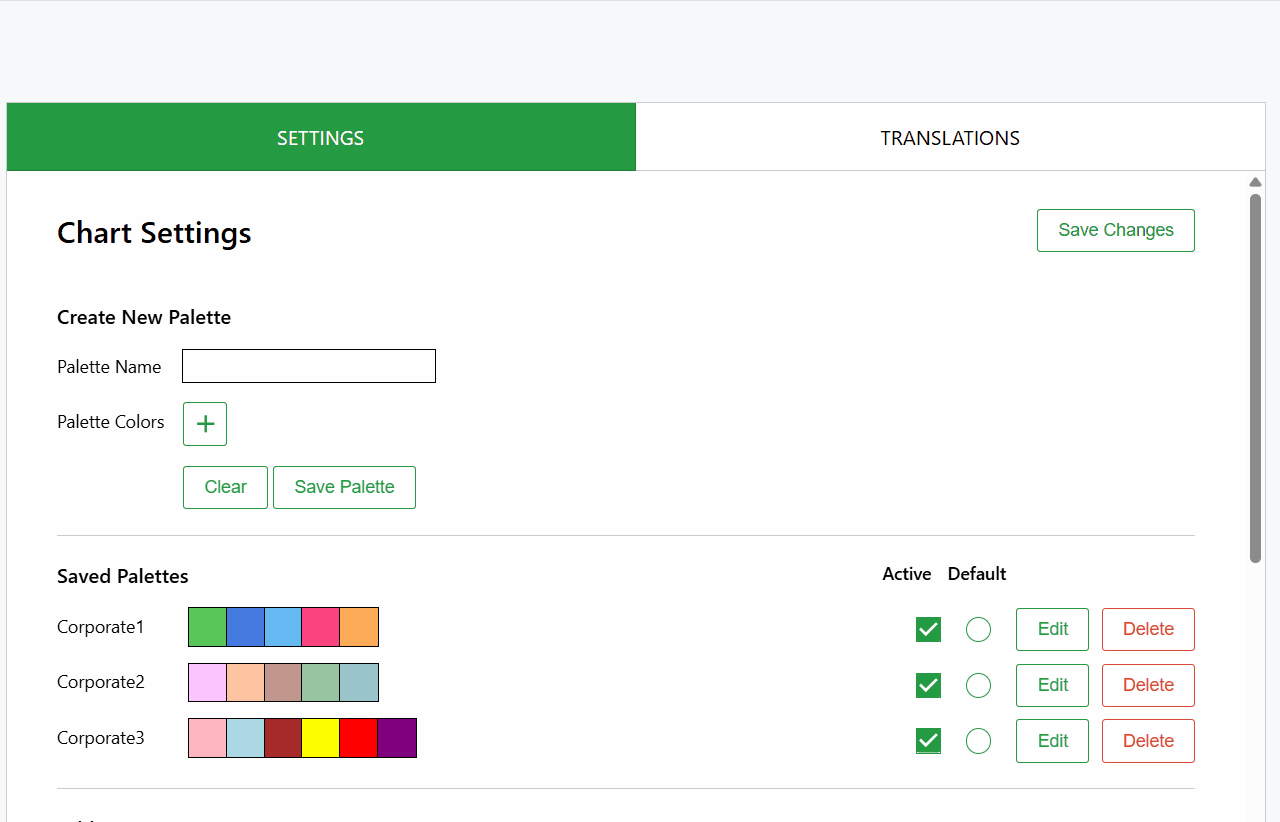 SETTINGS
TRANSLATIONS
Chart Settings
Save Changes
Create New Palette
Palette Name
Palette Colors
Clear
Save Palette
Saved Palettes
Active
Default
Corporate1
Edit
Delete
Corporate2
Edit
Delete
Corporate3
Edit
Delete